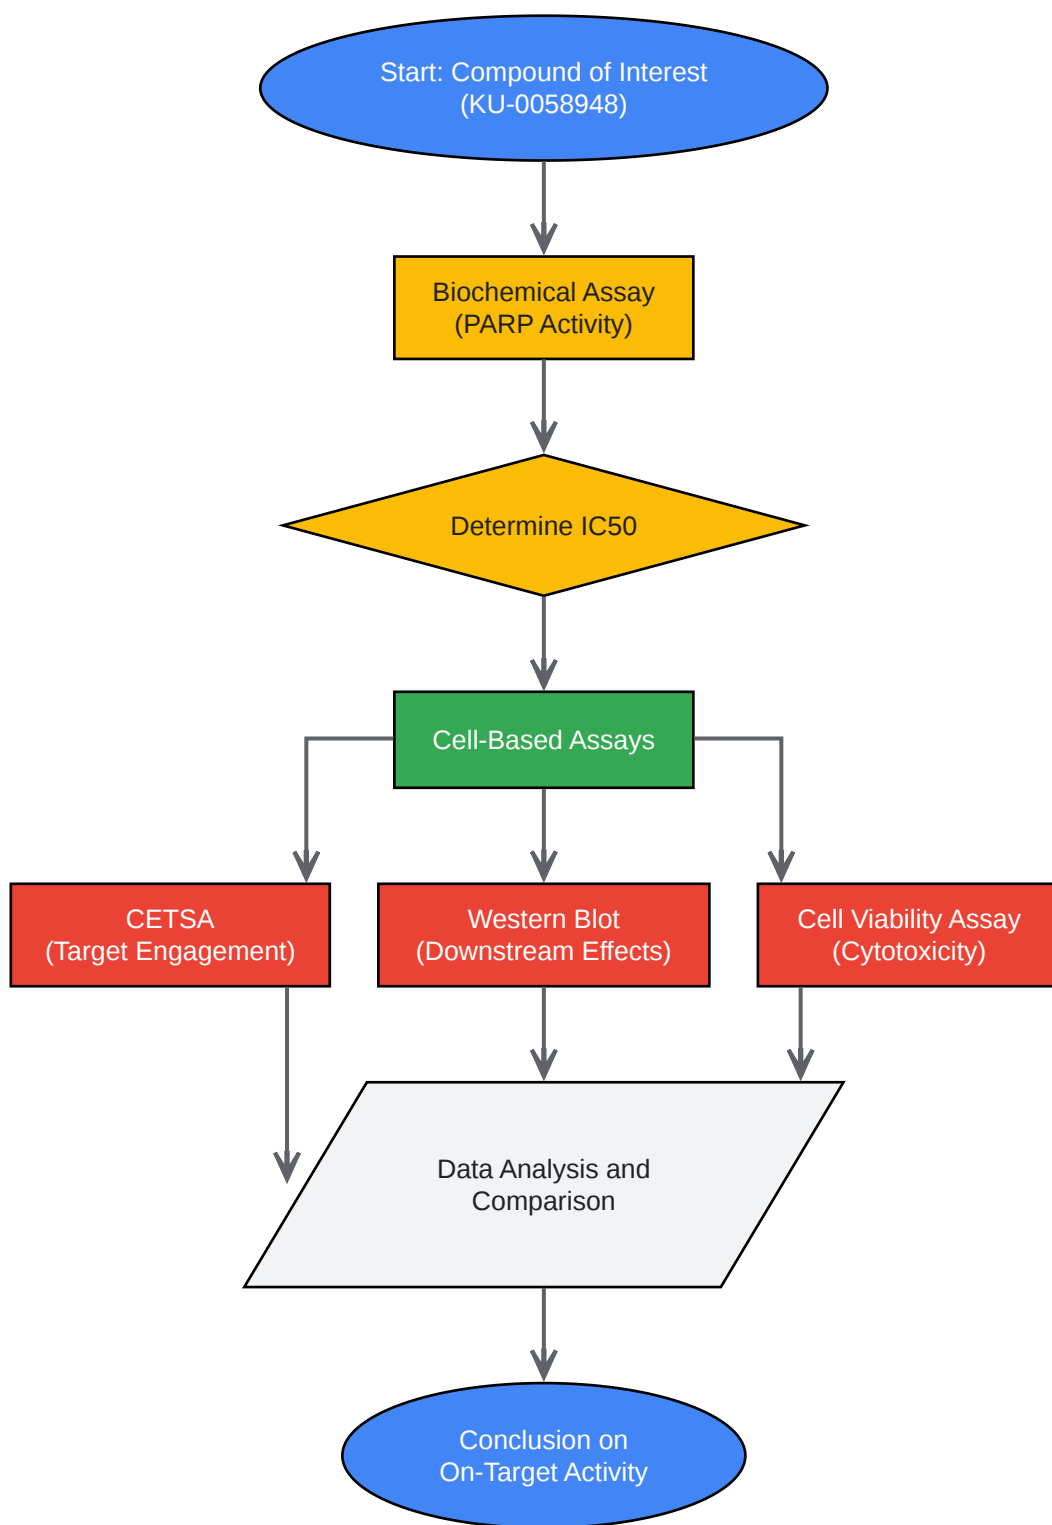 Start: Compound of Interest
(KU-0058948)
Biochemical Assay
(PARP Activity)
Determine IC50
Cell-Based Assays
CETSA
(Target Engagement)
Western Blot
(Downstream Effects)
Cell Viability Assay
(Cytotoxicity)
Data Analysis and
Comparison
Conclusion on
On-Target Activity